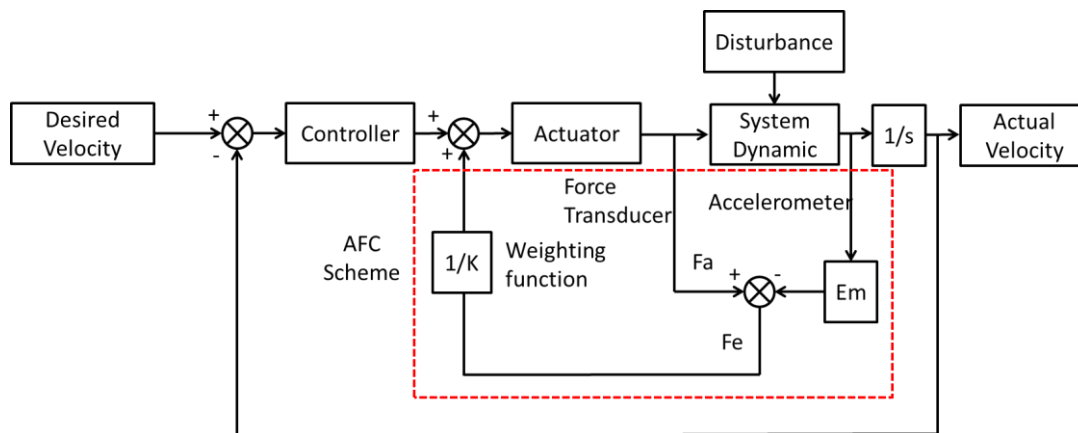 Disturbance
Desired
Velocity
+
-
Controller
+
+
Actuator
System
Dynamic
1/s
Actual
Velocity
Force
Transducer
Accelerometer
AFC
Scheme
1/K
Weighting
function
Fa
+
-
Em
Fe